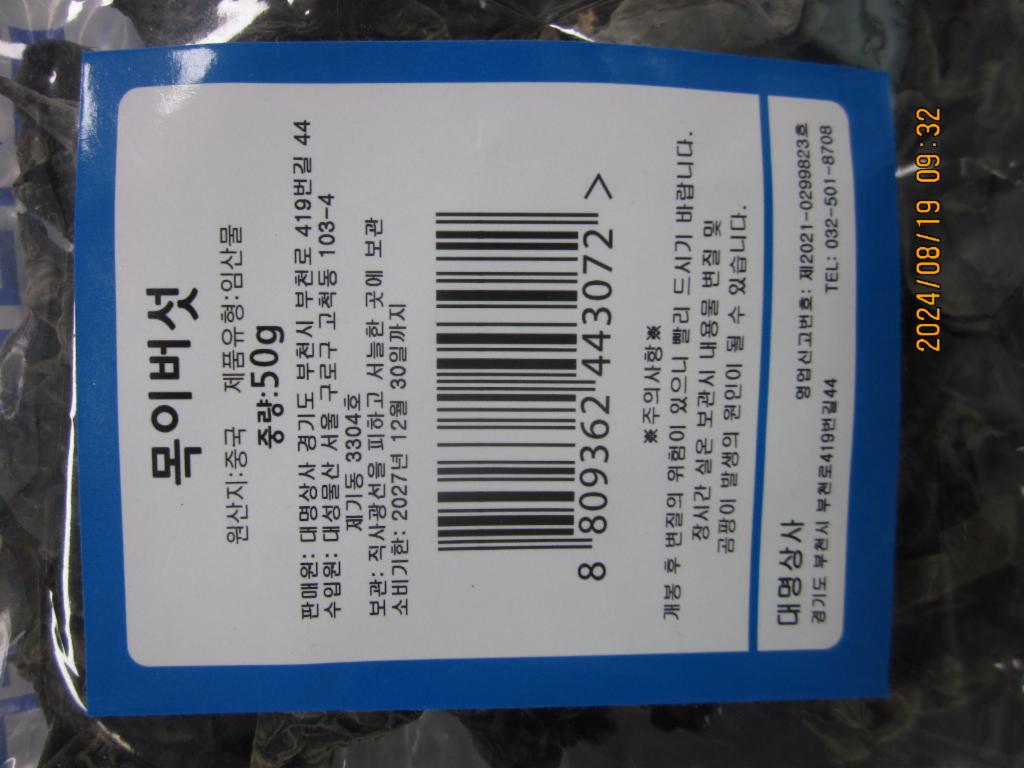 목이버섯
원산지:중국 제품유형:임산물
중량:50g
판매원: 대명상사 경기도 부천시 부천로 419번길 44
수입원: 대성물산 서울 구로구 고척동 103-4
제기동 3304호
보관: 직사광선을 피하고 서늘한 곳에 보관
소비기한: 2027년 12월 30일까지
8 809362 443072 >
※주의사항※
개봉 후 변질의 위험이 있으니 빨리 드시기 바랍니다.
장시간 실온 보관시 내용물 변질 및
곰팡이 발생의 원인이 될 수 있습니다.
대명상사 영업신고번호: 제2021-0299823호
경기도 부천시 부천로419번길44 TEL: 032-501-8708
2024/08/19 09:32